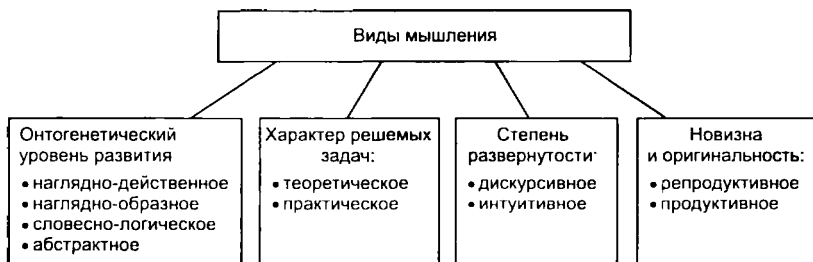 Виды мышления
Онтогенетический
уровень развития
• наглядно-действенное
• наглядно-образное
• словесно-логическое
• абстрактное
Характер решемых
задач:
• теоретическое
• практическое
Степень
развернутости:
• дискурсивное
• интуитивное
Новизна
и оригинальность:
• репродуктивное
• продуктивное